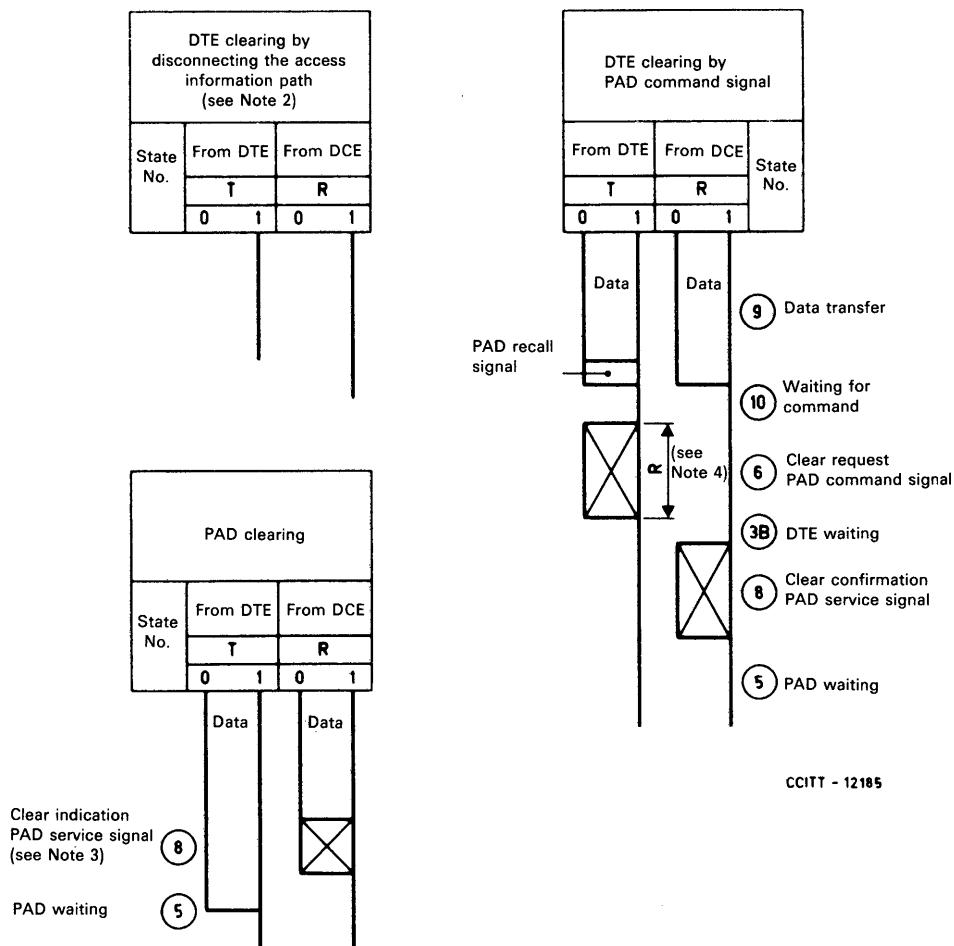 DTE clearing by
disconnecting the access
information path
(see Note 2)
State
No.
From DTE
From DCE
T
R
0 1 0 1
DTE clearing by
PAD command signal
From DTE
From DCE
State
No.
T
R
0 1 0 1
Data
Data
9 Data transfer
PAD recall
signal
10 Waiting for
command
R
(see
Note 4)
6 Clear request
PAD command signal
3B DTE waiting
8 Clear confirmation
PAD service signal
5 PAD waiting
CCITT - 12185
PAD clearing
State
No.
From DTE
From DCE
T
R
0 1 0 1
Data
Data
Clear indication
PAD service signal
(see Note 3)
8
PAD waiting
5